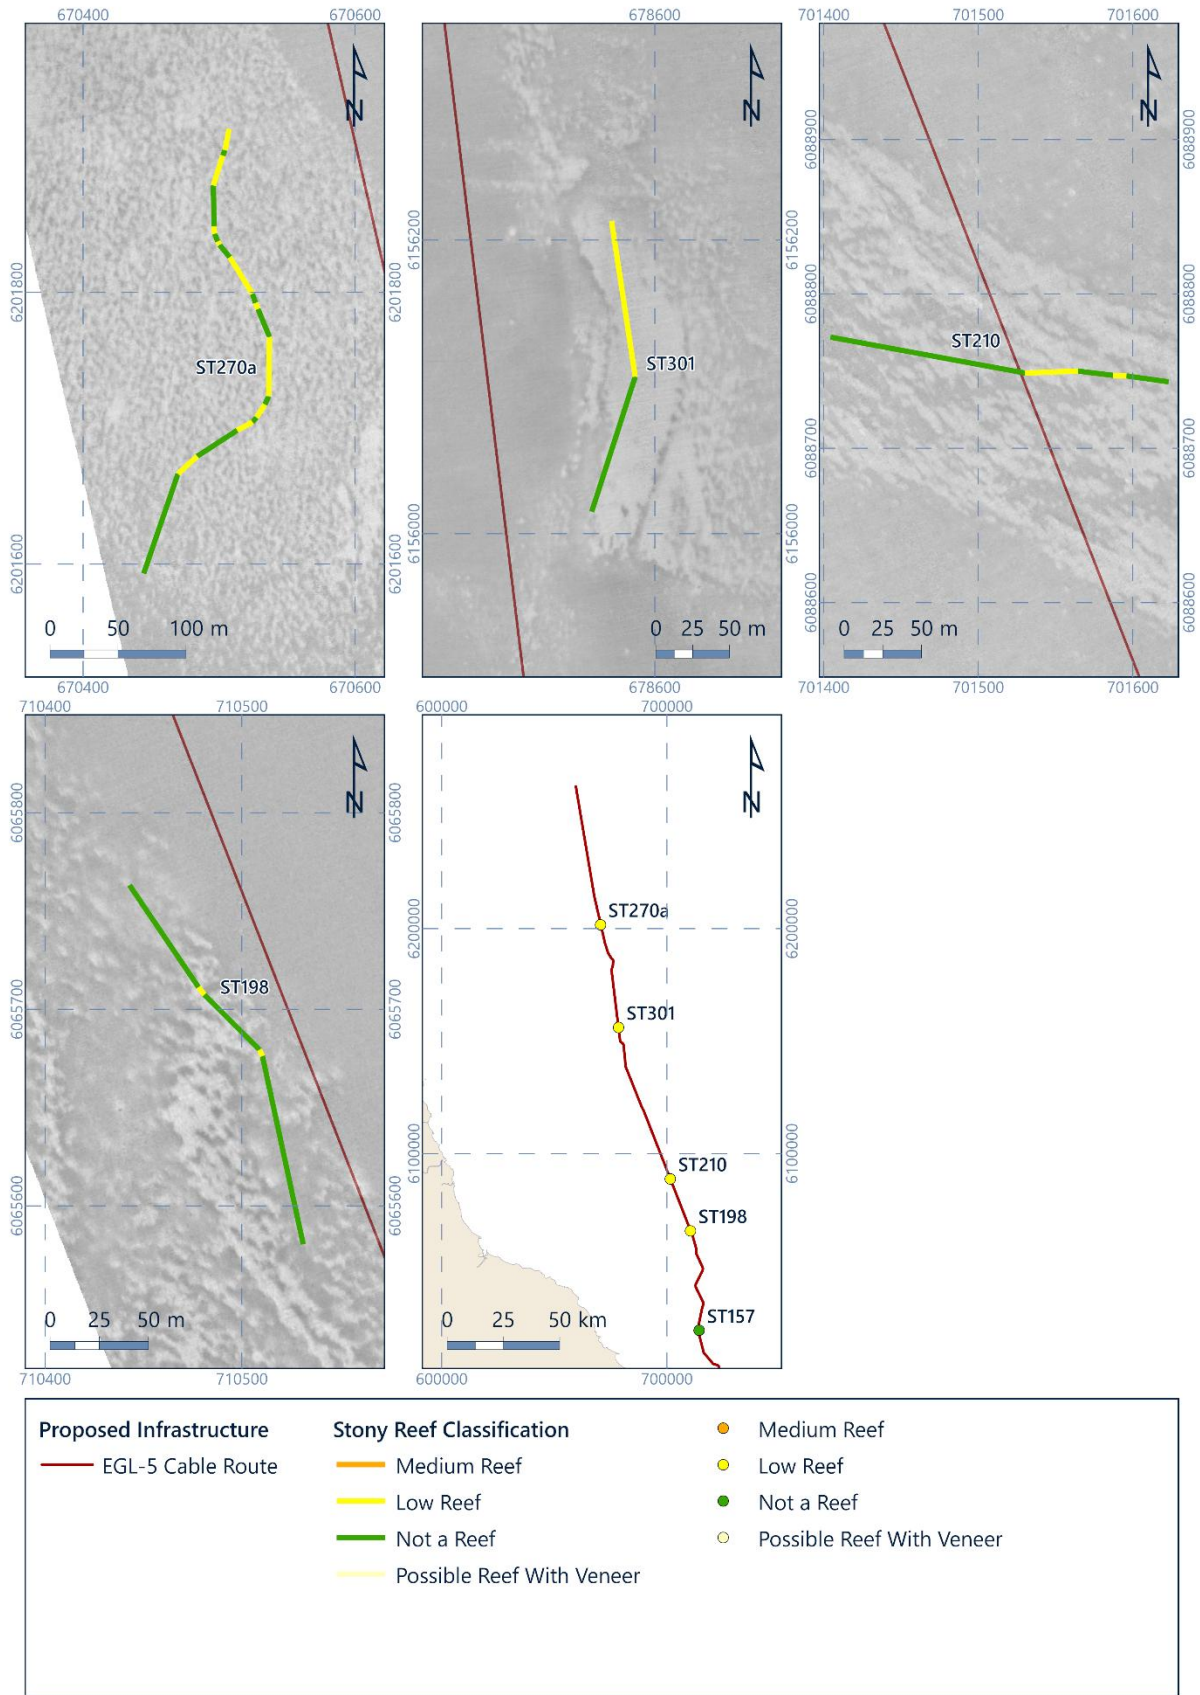 670400 670600
6201800
6201600
ST270a
N
0 50 100 m
670400 670600
6201800
6201600
678600
6156200
6156000
ST301
N
0 25 50 m
678600
6156200
6156000
701400 701500 701600
6088900
6088800
6088700
6088600
ST210
N
0 25 50 m
701400 701500 701600
6088900
6088800
6088700
6088600
710400 710500
6065800
6065700
6065600
ST198
N
0 25 50 m
710400 710500
6065800
6065700
6065600
600000 700000
N
ST270a
6200000
ST301
6100000
ST210
ST198
ST157
0 25 50 km
600000 700000
6200000
6100000
Proposed Infrastructure
EGL-5 Cable Route
Stony Reef Classification
Medium Reef
Low Reef
Not a Reef
Possible Reef With Veneer
Medium Reef
Low Reef
Not a Reef
Possible Reef With Veneer